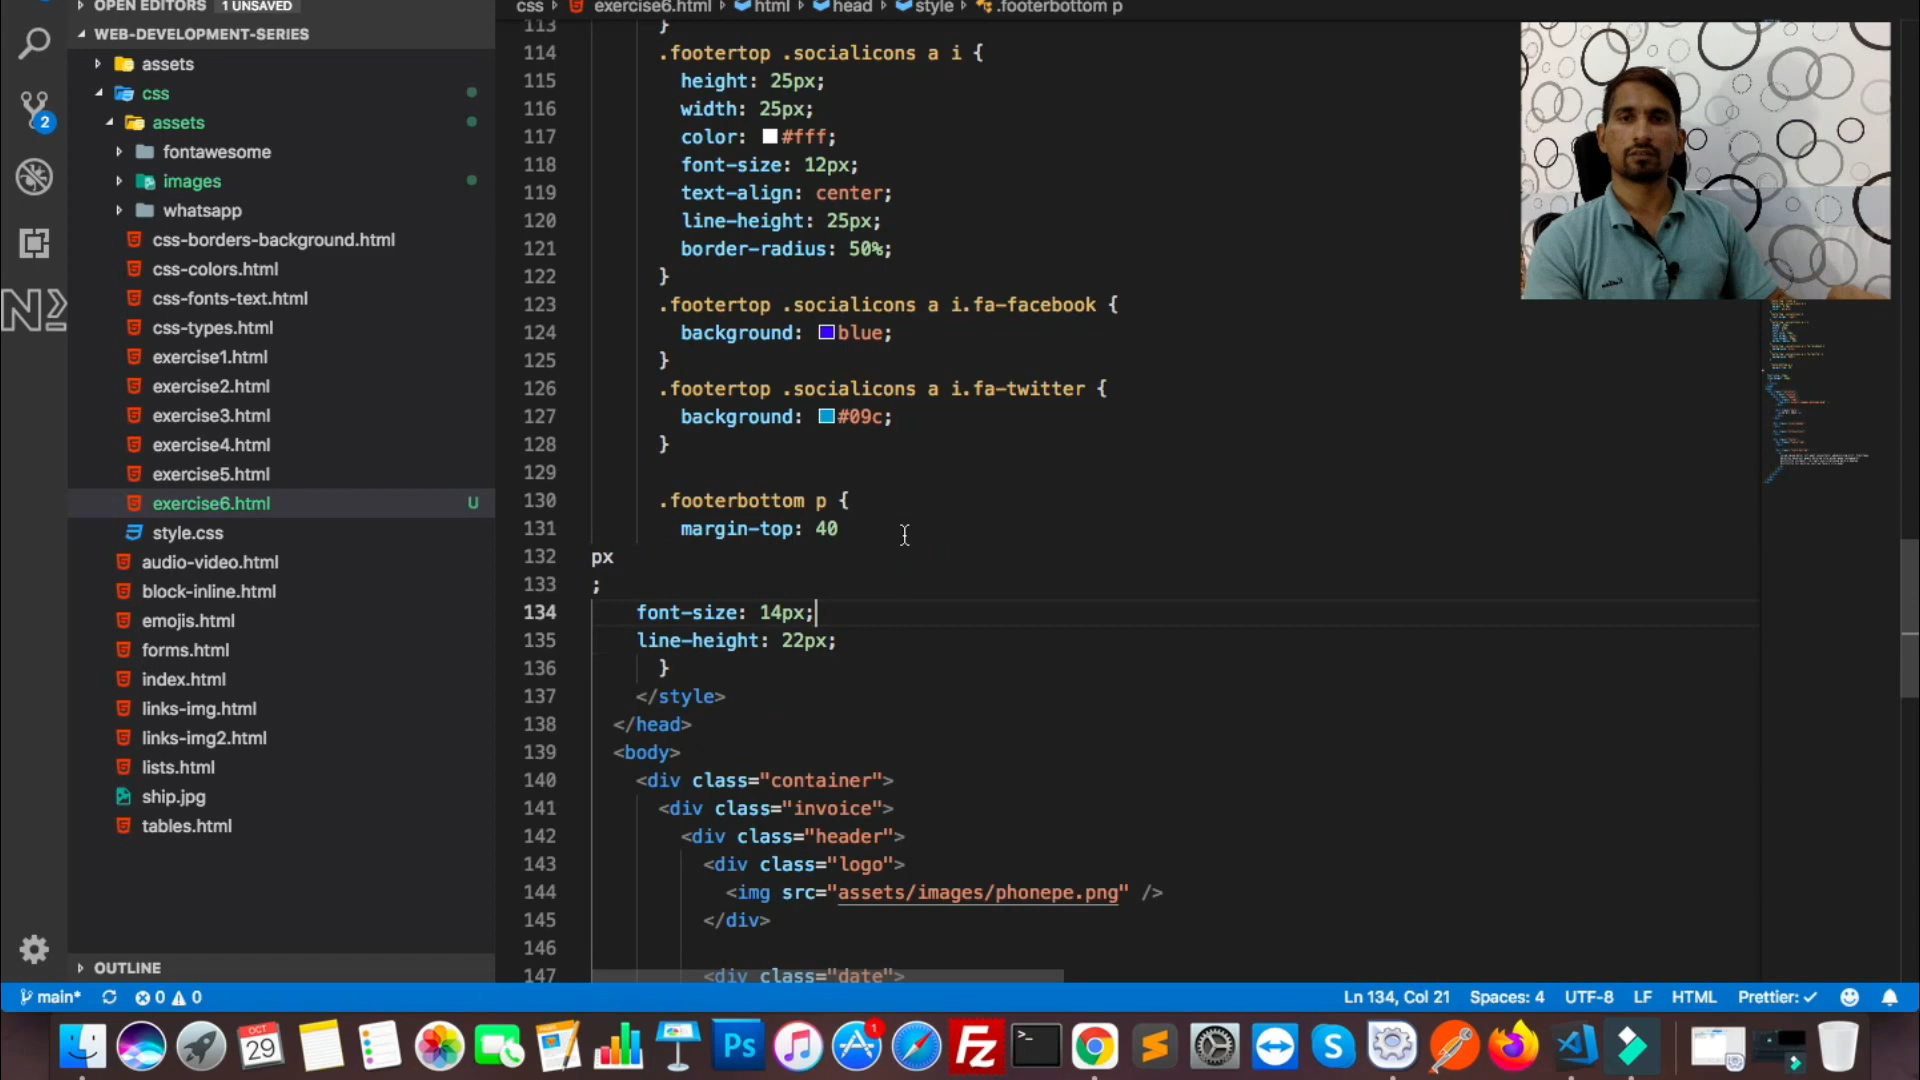 OPEN EDITORS 1 UNSAVED
WEB-DEVELOPMENT-SERIES
assets
css
assets
fontawesome
images
whatsapp
css-borders-background.html
css-colors.html
css-fonts-text.html
css-types.html
exercise1.html
exercise2.html
exercise3.html
exercise4.html
exercise5.html
exercise6.html U
style.css
audio-video.html
block-inline.html
emojis.html
forms.html
index.html
links-img.html
links-img2.html
lists.html
ship.jpg
tables.html
OUTLINE
2
css exercise6.html html head style .footerbottom p
113 }
114 .footertop .socialicons a i {
115 height: 25px;
116 width: 25px;
117 color: #fff;
118 font-size: 12px;
119 text-align: center;
120 line-height: 25px;
121 border-radius: 50%;
122 }
123 .footertop .socialicons a i.fa-facebook {
124 background: blue;
125 }
126 .footertop .socialicons a i.fa-twitter {
127 background: #09c;
128 }
129
130 .footerbottom p {
131 margin-top: 40
132 px
133 ;
134 font-size: 14px;
135 line-height: 22px;
136 }
137 </style>
138 </head>
139 <body>
140 <div class="container">
141 <div class="invoice">
142 <div class="header">
143 <div class="logo">
144 <img src="assets/images/phonepe.png" />
145 </div>
146
147 <div class="date">
main* 0 0 Ln 134, Col 21 Spaces: 4 UTF-8 LF HTML Prettier: ✓
OCT
29
Ps
1
Fz
>_
S
S